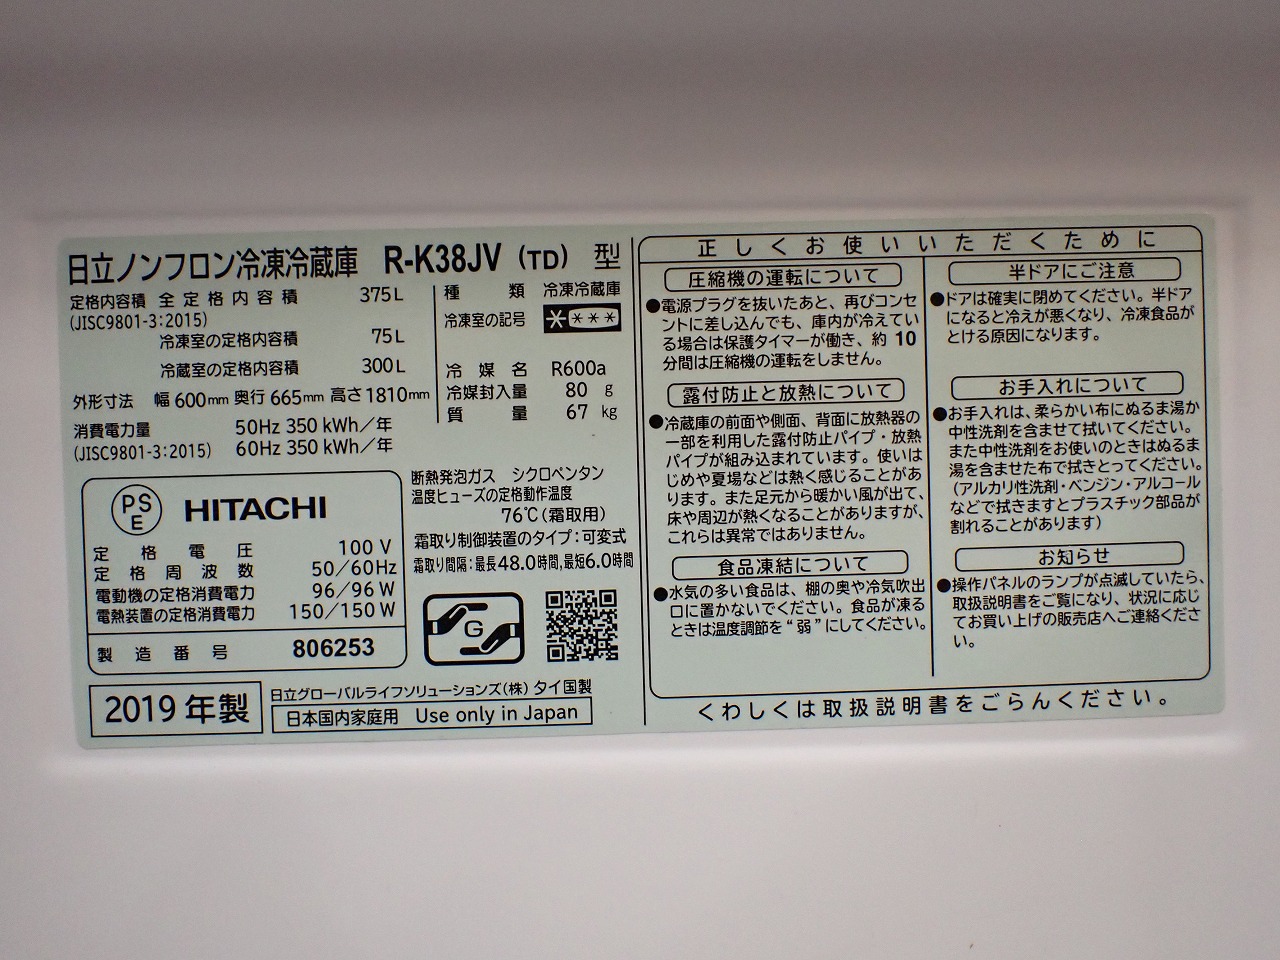 日立ノンフロン冷凍冷蔵庫 R-K38JV (TD) 型
定格内容積 全定格内容積 375L
(JISC9801-3:2015)
冷凍室の定格内容積 75L
冷蔵室の定格内容積 300L
外形寸法 幅600mm 奥行665mm 高さ1810mm
消費電力量 50Hz 350kWh/年
(JISC9801-3:2015) 60Hz 350kWh/年
種類 冷凍冷蔵庫
冷凍室の記号 ****
冷媒名 R600a
冷媒封入量 80 g
質量 67 kg
PSE HITACHI
定格電圧 100V
定格周波数 50/60Hz
電動機の定格消費電力 96/96W
電熱装置の定格消費電力 150/150W
製造番号 806253
断熱発泡ガス シクロペンタン
温度ヒューズの定格動作温度
76℃(霜取用)
霜取り制御装置のタイプ:可変式
霜取り間隔:最長48.0時間,最短6.0時間
G
2019年製
日立グローバルライフソリューションズ(株) タイ国製
日本国内家庭用 Use only in Japan
正しくお使いいただくために
圧縮機の運転について
●電源プラグを抜いたあと、再びコンセ
ントに差し込んでも、庫内が冷えてい
る場合は保護タイマーが働き、約10
分間は圧縮機の運転をしません。
露付防止と放熱について
●冷蔵庫の前面や側面、背面に放熱器の
一部を利用した露付防止パイプ・放熱
パイプが組み込まれています。使いは
じめや夏場などは熱く感じることがあ
ります。また足元から暖かい風が出て、
床や周辺が熱くなることがありますが、
これらは異常ではありません。
食品凍結について
●水気の多い食品は、棚の奥や冷気吹出
口に置かないでください。食品が凍る
ときは温度調節を“弱”にしてください。
半ドアにご注意
●ドアは確実に閉めてください。半ドア
になると冷えが悪くなり、冷凍食品が
とける原因になります。
お手入れについて
●お手入れは、柔らかい布にぬるま湯か
中性洗剤を含ませて拭いてください。
また中性洗剤をお使いのときはぬるま
湯を含ませた布で拭きとってください。
(アルカリ性洗剤・ベンジン・アルコール
などで拭きますとプラスチック部品が
割れることがあります)
お知らせ
●操作パネルのランプが点滅していたら、
取扱説明書をご覧になり、状況に応じ
てお買い上げの販売店へご連絡くださ
い。
くわしくは取扱説明書をごらんください。